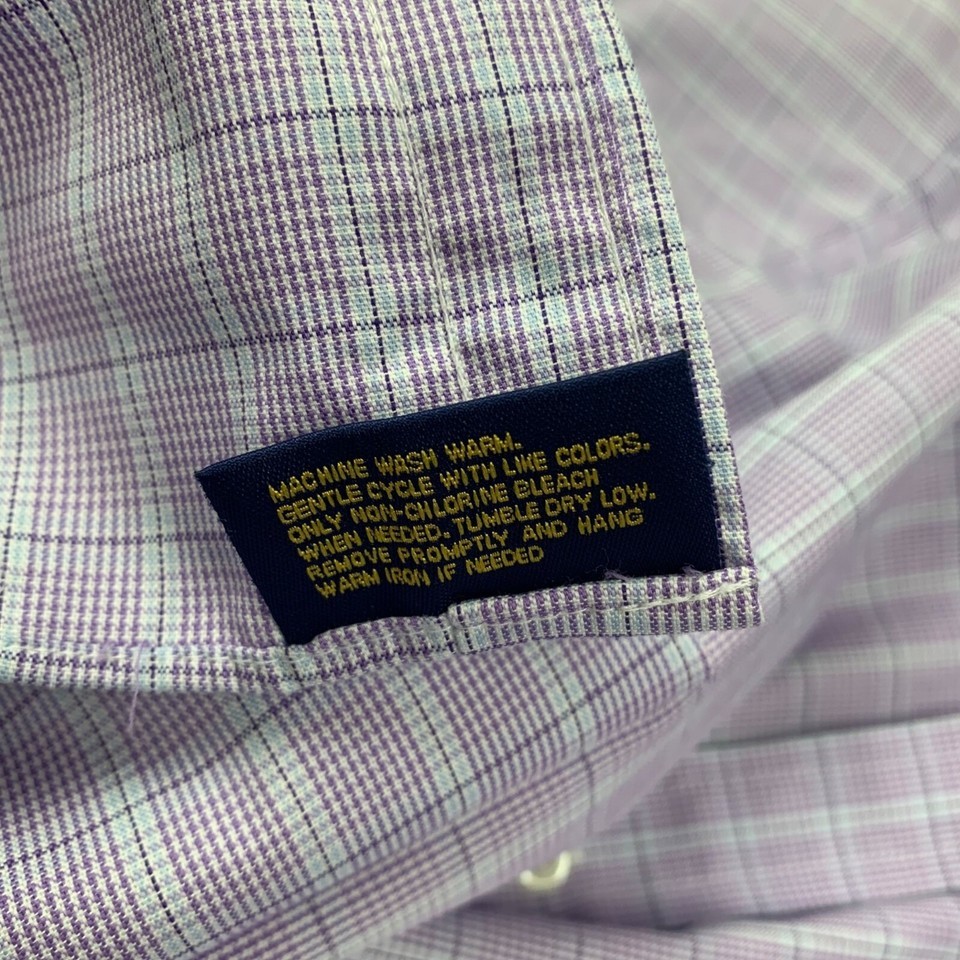 MACHINE WASH WARM.
GENTLE CYCLE WITH LIKE COLORS.
ONLY NON-CHLORINE BLEACH
WHEN NEEDED. TUMBLE DRY LOW.
REMOVE PROMPTLY AND HANG
WARM IRON IF NEEDED